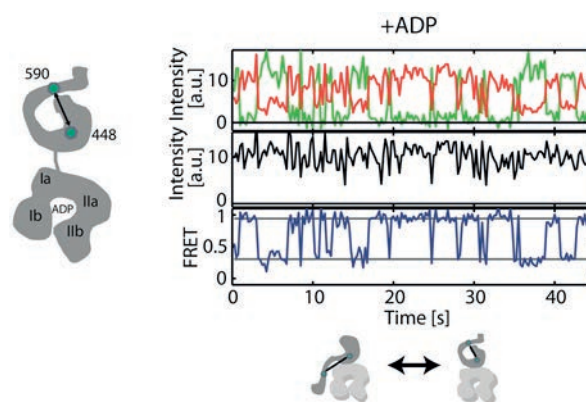 +ADP
590
448
Ia
Ib
ADP
IIa
IIb
Intensity
[a.u.]
10
0
Intensity
[a.u.]
10
0
FRET
1
0.5
0
0 10 20 30 40
Time [s]